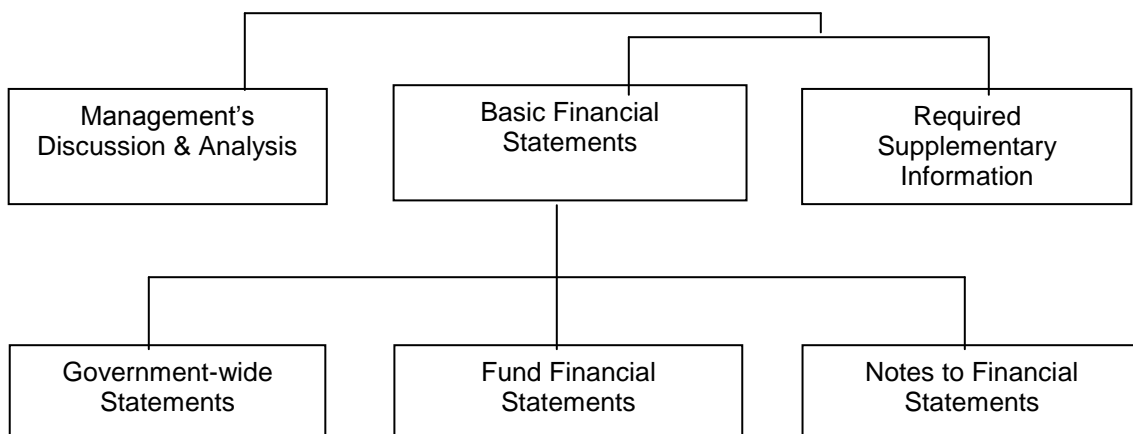 Management’s
Discussion & Analysis
Basic Financial
Statements
Required
Supplementary
Information
Government-wide
Statements
Fund Financial
Statements
Notes to Financial
Statements